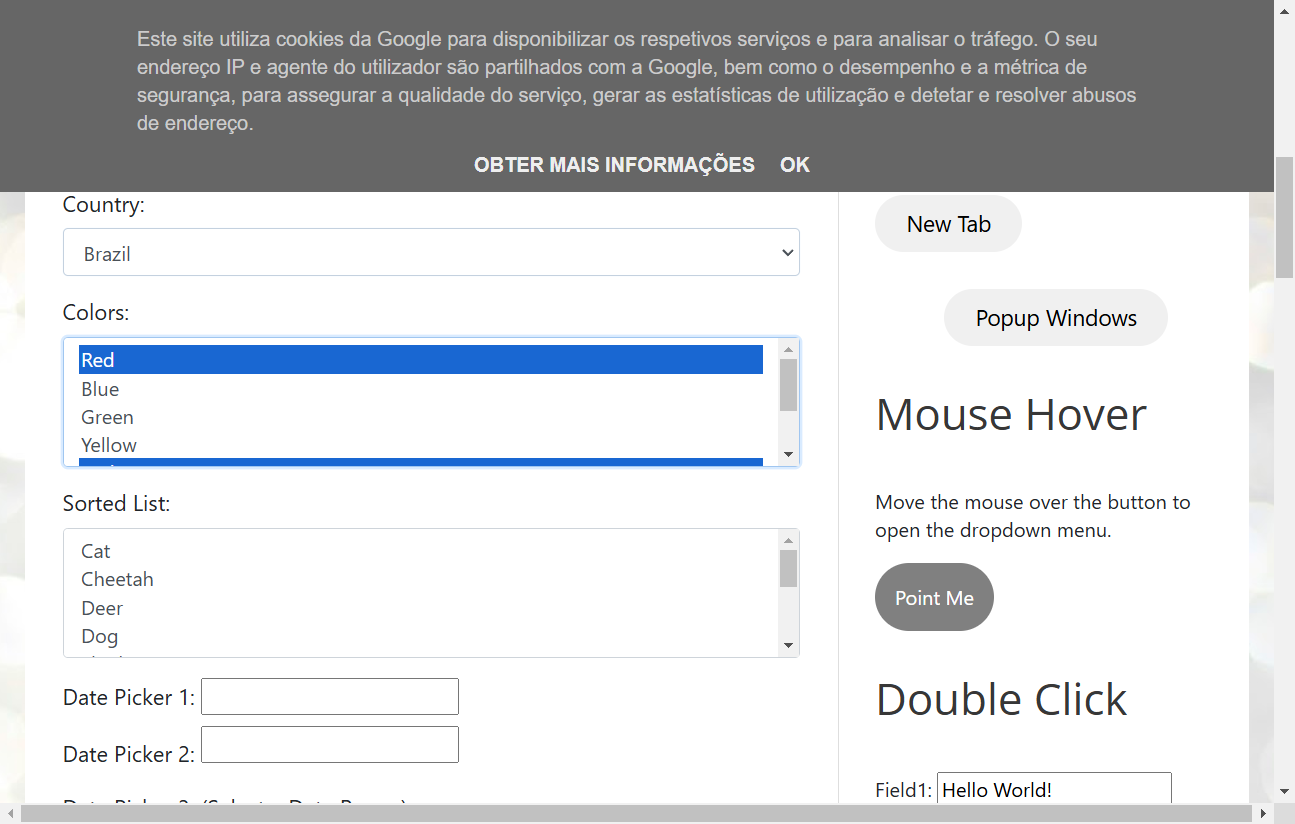 Este site utiliza cookies da Google para disponibilizar os respetivos serviços e para analisar o tráfego. O seu
endereço IP e agente do utilizador são partilhados com a Google, bem como o desempenho e a métrica de
segurança, para assegurar a qualidade do serviço, gerar as estatísticas de utilização e detetar e resolver abusos
de endereço.
OBTER MAIS INFORMAÇÕES OK
Country:
Brazil
Colors:
Red
Blue
Green
Yellow
Sorted List:
Cat
Cheetah
Deer
Dog
Date Picker 1:
Date Picker 2:
New Tab
Popup Windows
Mouse Hover
Move the mouse over the button to
open the dropdown menu.
Point Me
Double Click
Field1: Hello World!